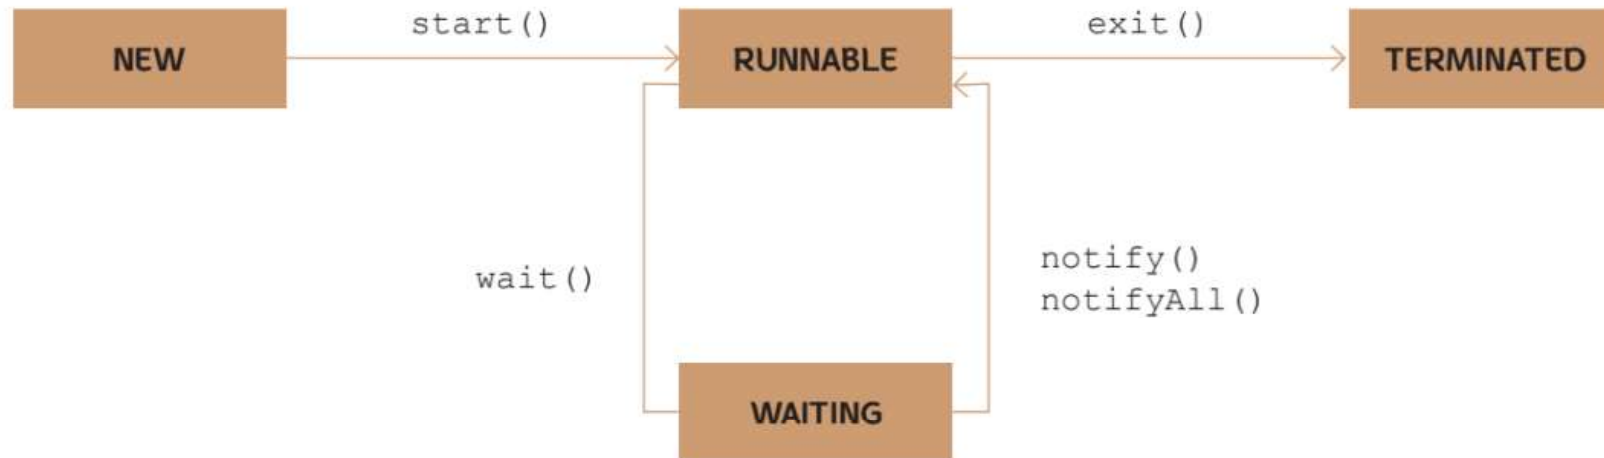 start()
exit()
NEW
RUNNABLE
TERMINATED
wait()
notify()
notifyAll()
WAITING